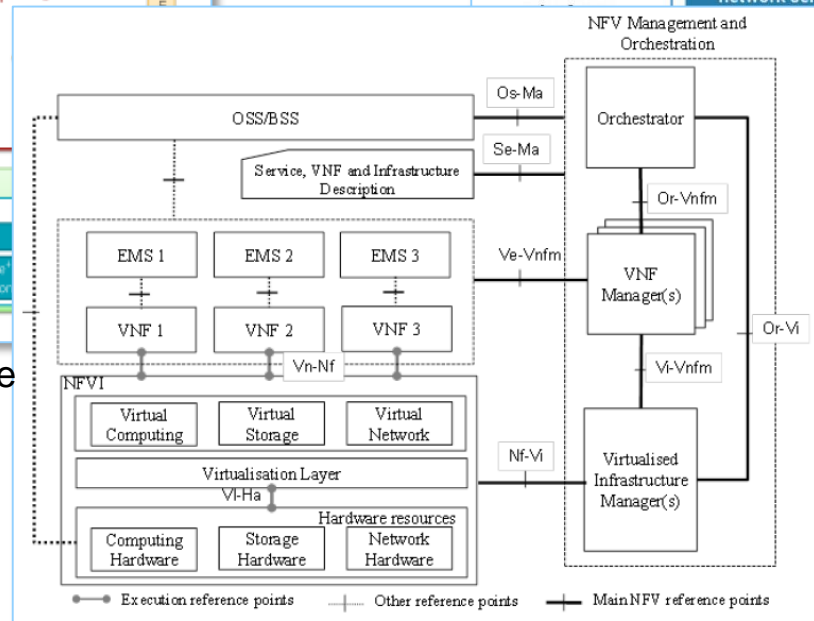 NFV Management and
Orchestration
Os-Ma
OSS/BSS
Orchestrator
Se-Ma
Service, VNF and Infrastructure
Description
Or-Vnfm
EMS 1
EMS 2
EMS 3
Ve-Vnfm
VNF
Manager(s)
VNF 1
VNF 2
VNF 3
Or-Vi
Vn-Nf
Vi-Vnfm
e
NFVI
Virtual
Computing
Virtual
Storage
Virtual
Network
Nf-Vi
Virtualisation Layer
Virtualised
Infrastructure
Manager(s)
Vl-Ha
Hardware resources
Computing
Hardware
Storage
Hardware
Network
Hardware
Execution reference points
Other reference points
Main NFV reference points